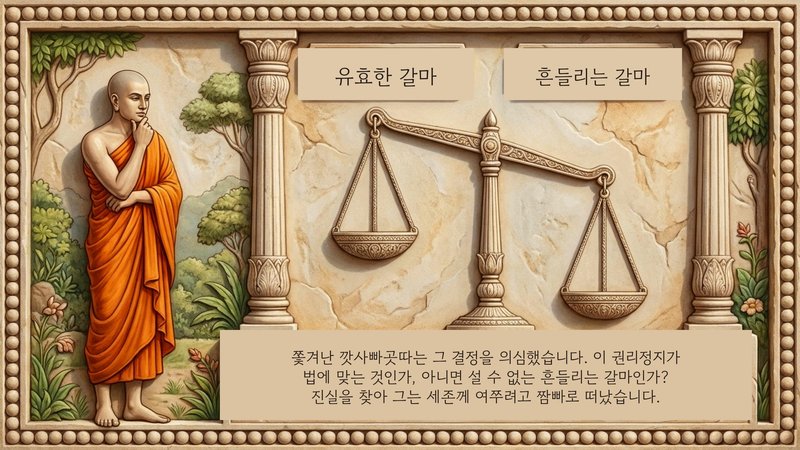 유효한 갈마
흔들리는 갈마
쫓겨난 깟사빠곳따는 그 결정을 의심했습니다. 이 권리정지가
법에 맞는 것인가, 아니면 설 수 없는 흔들리는 갈마인가?
진실을 찾아 그는 세존께 여쭈려고 짬빠로 떠났습니다.